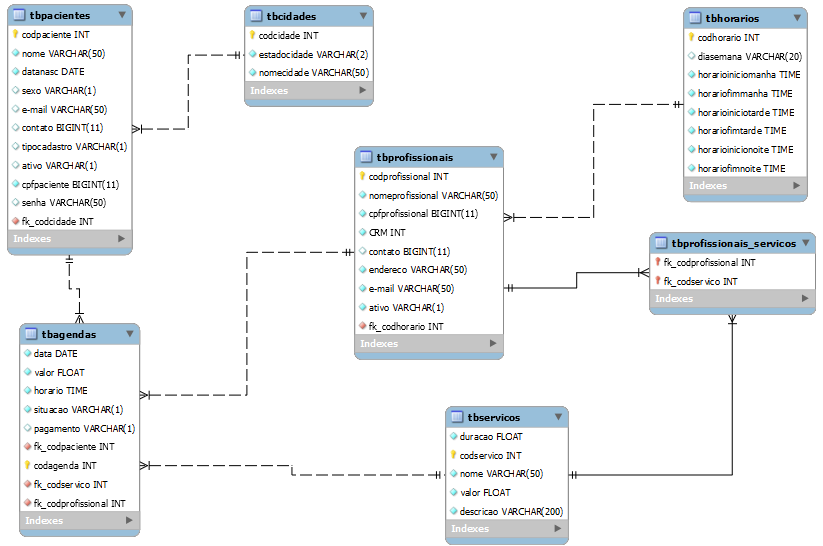 tbpacientes
codpaciente INT
nome VARCHAR(50)
datanasc DATE
sexo VARCHAR(1)
e-mail VARCHAR(50)
contato BIGINT(11)
tipocadastro VARCHAR(1)
ativo VARCHAR(1)
cpfpaciente BIGINT(11)
senha VARCHAR(50)
fk_codcidade INT
Indexes
tbcidades
codcidade INT
estadocidade VARCHAR(2)
nomecidade VARCHAR(50)
Indexes
tbhorarios
codhorario INT
diasemana VARCHAR(20)
horarioiniciomanha TIME
horariofimmanha TIME
horarioiniciotarde TIME
horariofimtarde TIME
horarioinicionoite TIME
horariofimnoite TIME
Indexes
tbprofissionais
codprofissional INT
nomeprofissional VARCHAR(50)
cpfprofissional BIGINT(11)
CRM INT
contato BIGINT(11)
endereco VARCHAR(50)
e-mail VARCHAR(50)
ativo VARCHAR(1)
fk_codhorario INT
Indexes
tbprofissionais_servicos
fk_codprofissional INT
fk_codservico INT
Indexes
tbagendas
data DATE
valor FLOAT
horario TIME
situacao VARCHAR(1)
pagamento VARCHAR(1)
fk_codpaciente INT
codagenda INT
fk_codservico INT
fk_codprofissional INT
Indexes
tbservicos
duracao FLOAT
codservico INT
nome VARCHAR(50)
valor FLOAT
descricao VARCHAR(200)
Indexes